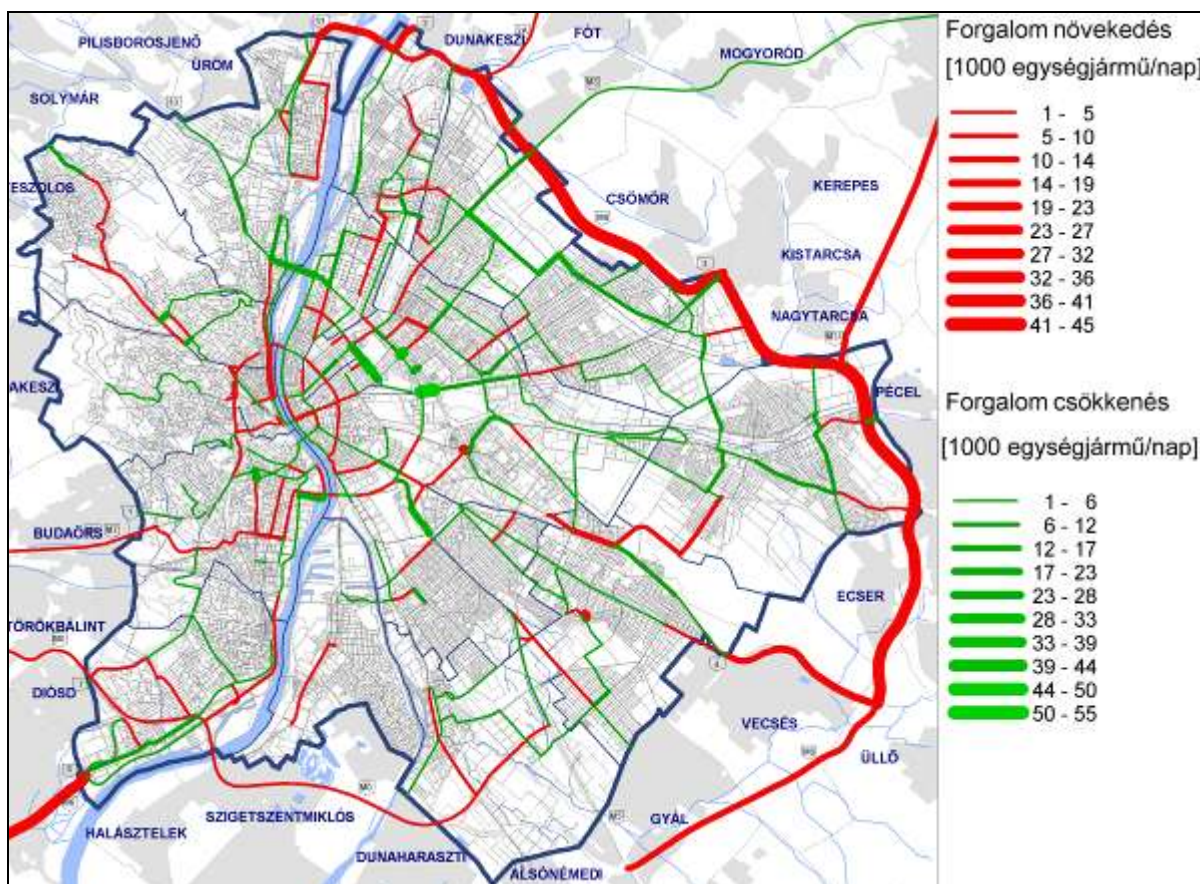 PILISBOROSJENŐ
ÜRÖM
SOLYMÁR
DUNAKESZI
FÓT
MOGYORÓD
CSÖMÖR
KEREPES
KISTARCSA
NAGYTARCSA
PÉCEL
AKESZI
BUDAÖRS
TÖRÖKBÁLINT
DIÓSD
ECSER
VECSÉS
ÜLLŐ
GYÁL
HALÁSZTELEK
SZIGETSZENTMIKLÓS
DUNAHARASZTI
ALSÓNÉMEDI
Forgalom növekedés
[1000 egységjármű/nap]
1 - 5
5 - 10
10 - 14
14 - 19
19 - 23
23 - 27
27 - 32
32 - 36
36 - 41
41 - 45
Forgalom csökkenés
[1000 egységjármű/nap]
1 - 6
6 - 12
12 - 17
17 - 23
23 - 28
28 - 33
33 - 39
39 - 44
44 - 50
50 - 55